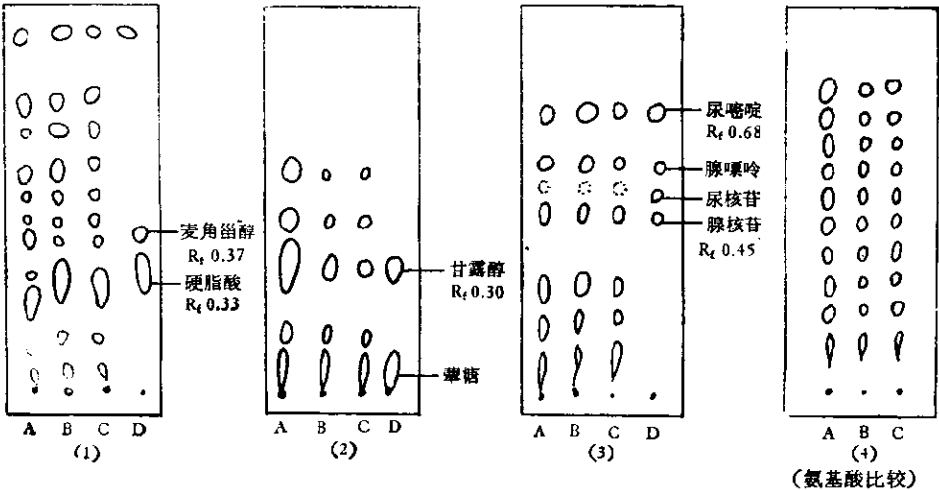 麦角甾醇
Rf 0.37
硬脂酸
Rf 0.33
A B C D
(1)
甘露醇
Rf 0.30
蕈糖
A B C D
(2)
尿嘧啶
Rf 0.68
腺嘌呤
尿核苷
腺核苷
Rf 0.45
A B C D
(3)
A B C
(4)
(氨基酸比较)